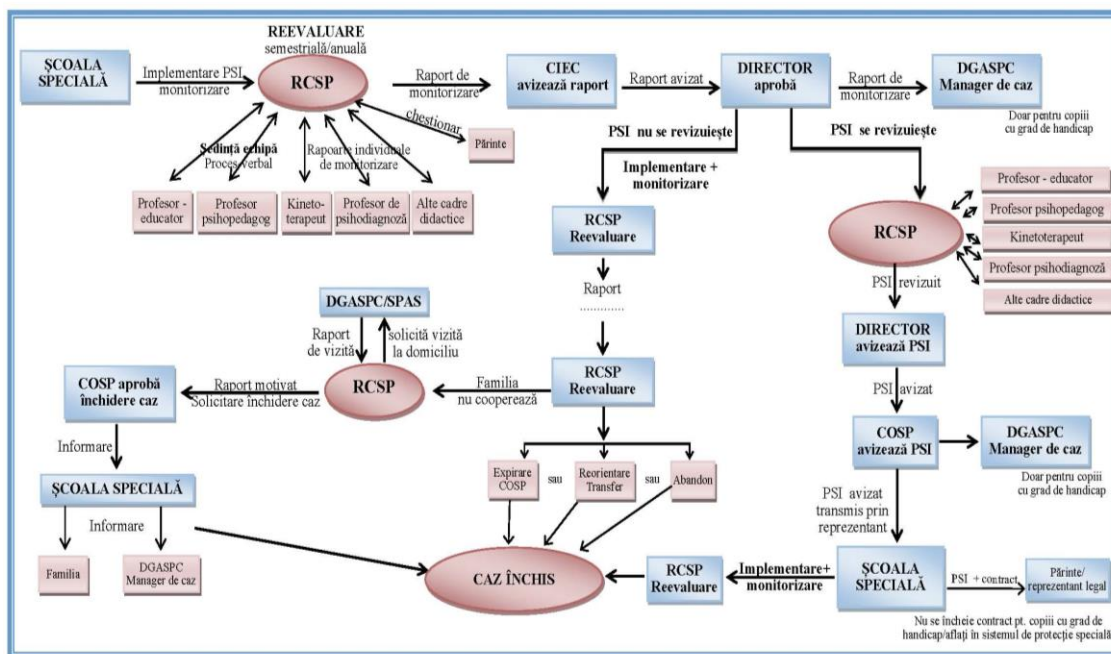 REEVALUARE
semestrială/anuală
ŞCOALA
SPECIALĂ
Implementare PSI
monitorizare
RCSP
Raport de
monitorizare
CIEC
avizează raport
Raport avizat
DIRECTOR
aprobă
Raport de
monitorizare
DGASPC
Manager de caz
Doar pentru copiii
cu grad de handicap
chestionar
Părinte
Şedinţă echipă
Proces verbal
Rapoarte individuale
de monitorizare
Profesor -
educator
Profesor
psihopedagog
Kineto-
terapeut
Profesor de
psihodiagnoză
Alte cadre
didactice
PSI nu se revizuieşte
Implementare +
monitorizare
PSI se revizuieşte
RCSP
Reevaluare
Raport
..............
RCSP
Profesor - educator
Profesor psihopedagog
Kinetoterapeut
Profesor psihodiagnoză
Alte cadre didactice
PSI revizuit
DIRECTOR
avizează PSI
PSI avizat
COSP
avizează PSI
DGASPC
Manager de caz
Doar pentru copiii
cu grad de handicap
DGASPC/SPAS
Raport
de vizită
solicită vizită
la domiciliu
RCSP
RCSP
Reevaluare
Familia
nu cooperează
Raport motivat
Solicitare închidere caz
COSP aprobă
închidere caz
Informare
ŞCOALA SPECIALĂ
Informare
Familia
DGASPC
Manager de caz
Expirare
COSP
sau
Reorientare
Transfer
sau
Abandon
CAZ ÎNCHIS
RCSP
Reevaluare
Implementare+
monitorizare
PSI avizat
transmis prin
reprezentant
ŞCOALA
SPECIALĂ
PSI + contract
Părinte/
reprezentant legal
Nu se încheie contract pt. copiii cu grad de
handicap/aflaţi în sistemul de protecţie specială